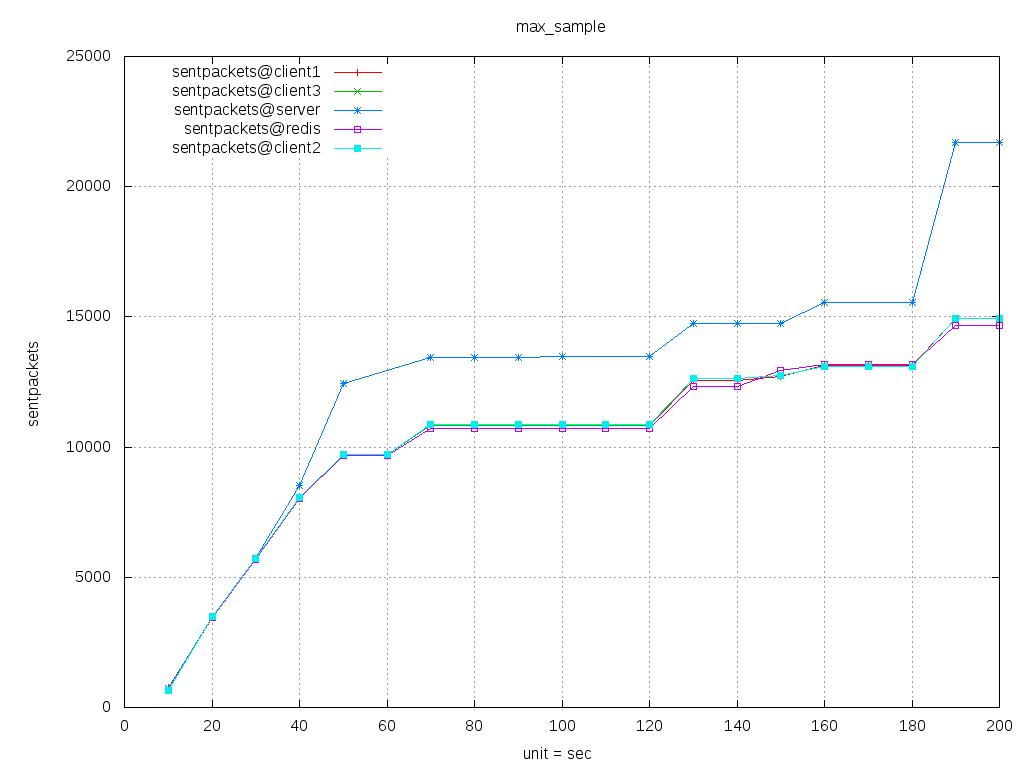 max_sample
25000
20000
15000
10000
5000
0
sentpackets
sentpackets@client1
sentpackets@client3
sentpackets@server
sentpackets@redis
sentpackets@client2
0 20 40 60 80 100 120 140 160 180 200
unit = sec